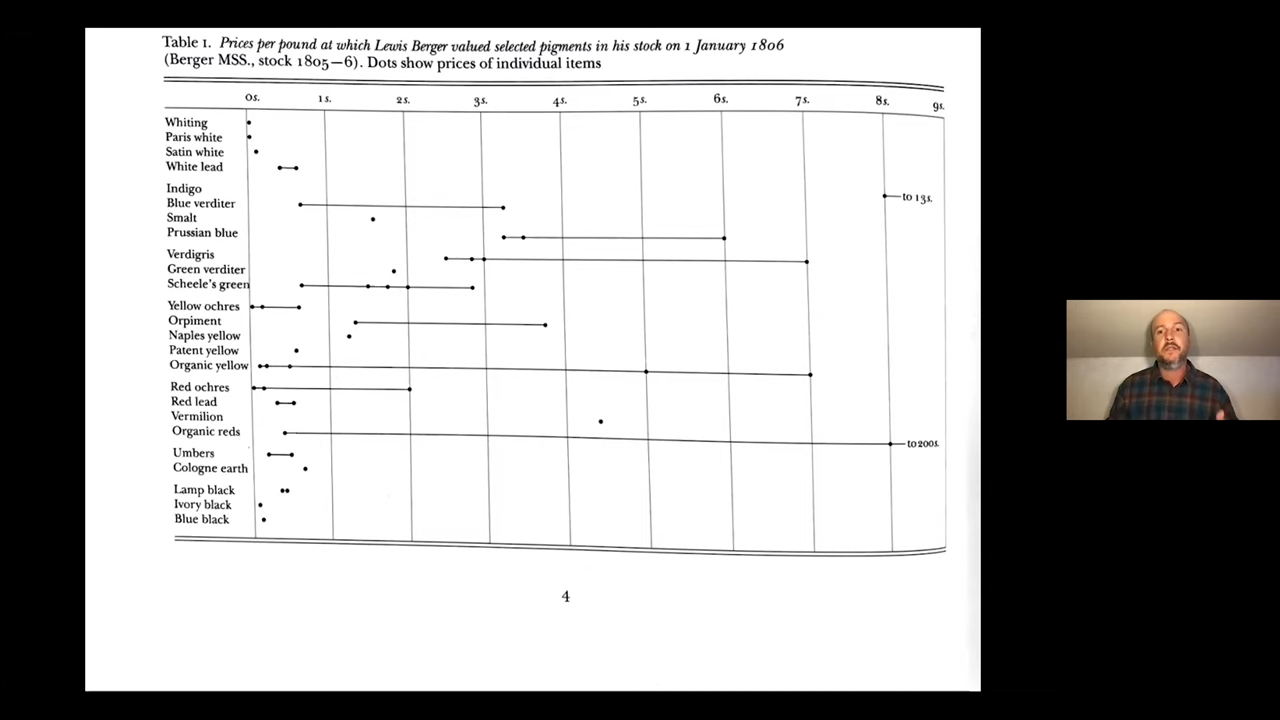 Table 1. Prices per pound at which Lewis Berger valued selected pigments in his stock on 1 January 1806
(Berger MSS., stock 1805–6). Dots show prices of individual items
0s. 1s. 2s. 3s. 4s. 5s. 6s. 7s. 8s. 9s.
Whiting
Paris white
Satin white
White lead
Indigo
to 13s.
Blue verditer
Smalt
Prussian blue
Verdigris
Green verditer
Scheele's green
Yellow ochres
Orpiment
Naples yellow
Patent yellow
Organic yellow
Red ochres
Red lead
Vermilion
Organic reds
to 200s.
Umbers
Cologne earth
Lamp black
Ivory black
Blue black
4